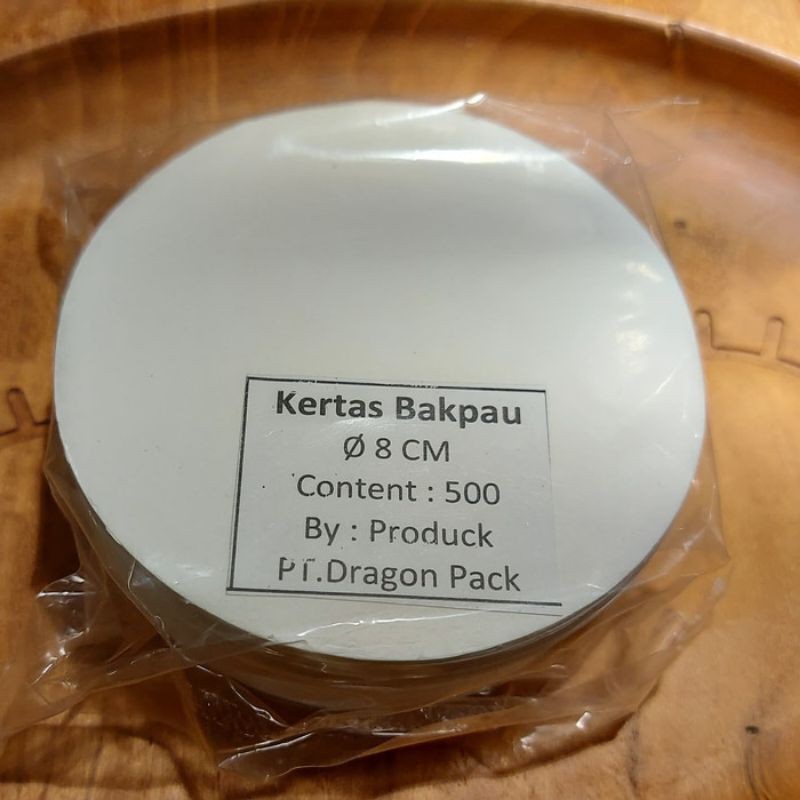 Kertas Bakpau
Ø 8 CM
Content : 500
By : Produck
PT.Dragon Pack